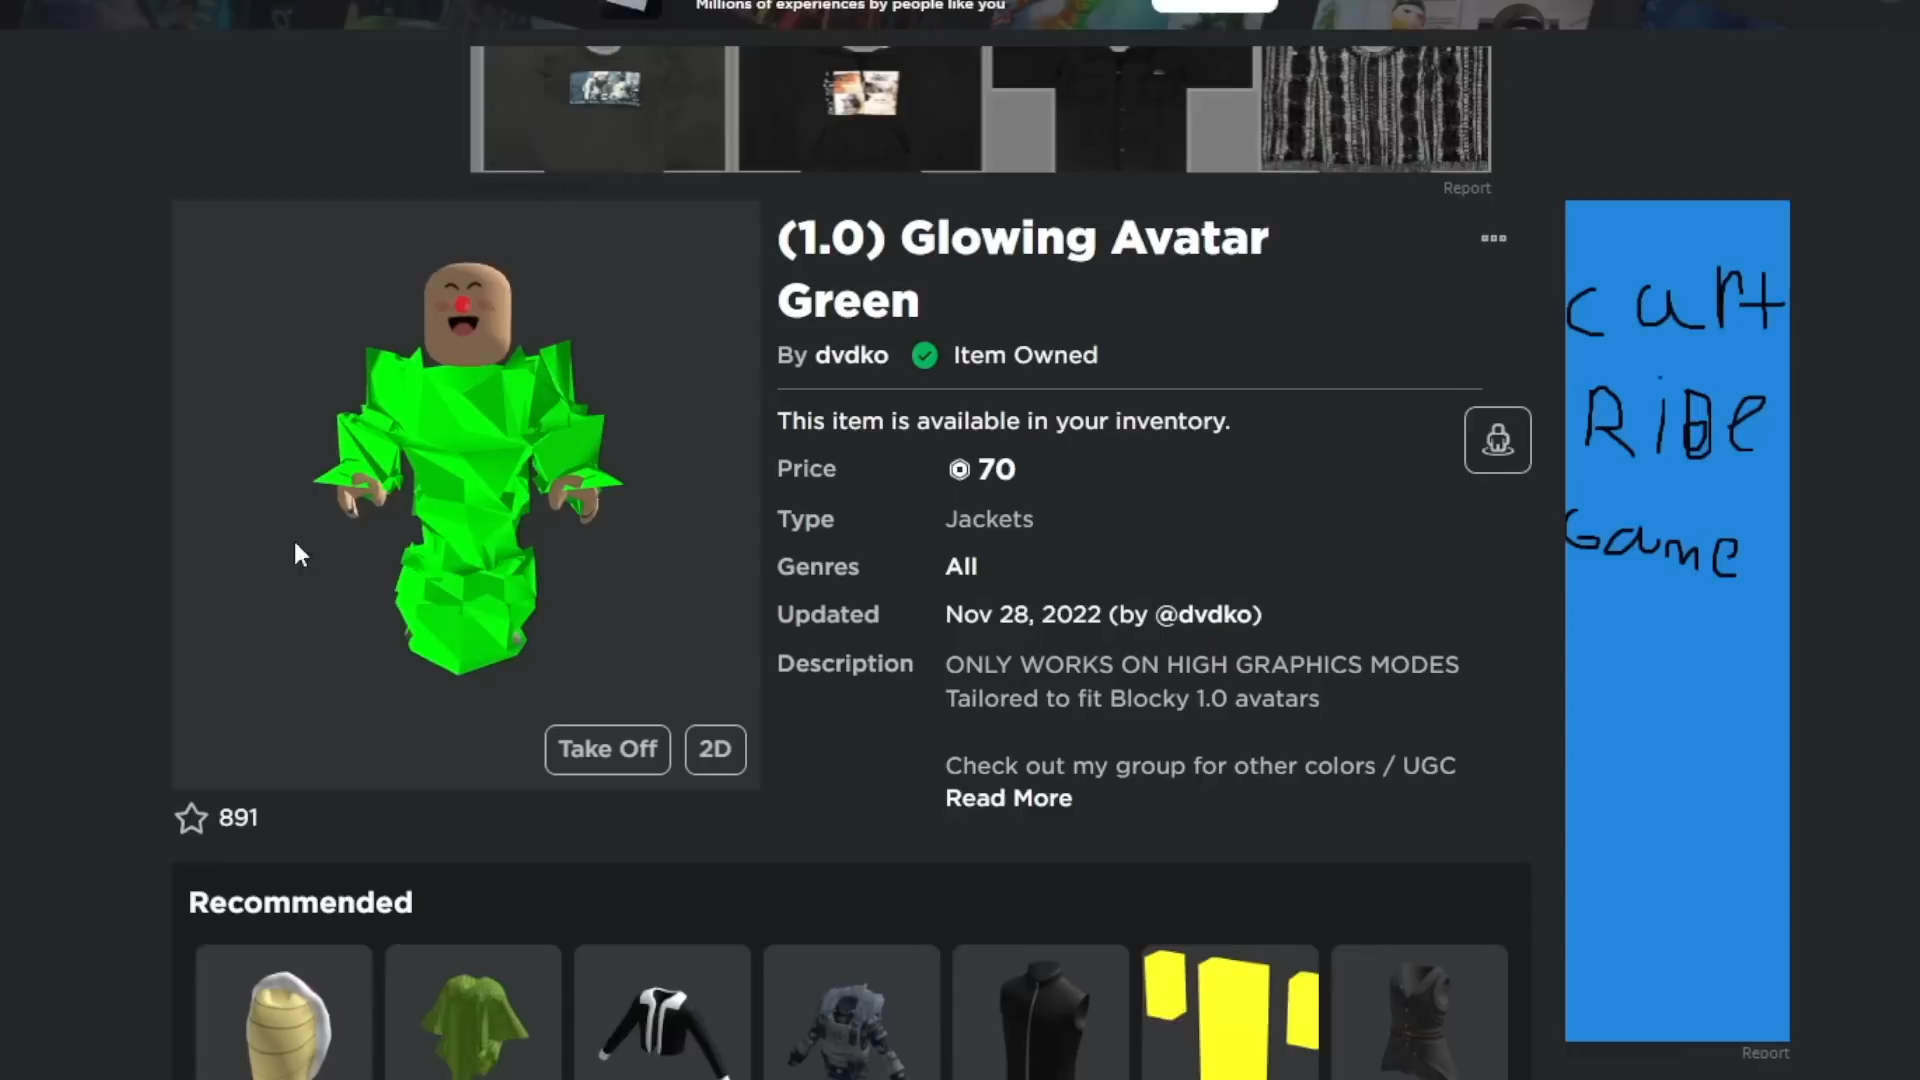 Millions of experiences by people like you
Report
(1.0) Glowing Avatar
Green
By dvdko Item Owned
This item is available in your inventory.
Price 70
Type Jackets
Genres All
Updated Nov 28, 2022 (by @dvdko)
Description ONLY WORKS ON HIGH GRAPHICS MODES
Tailored to fit Blocky 1.0 avatars
Check out my group for other colors / UGC
Read More
Take Off 2D
891
Recommended
cart
RiDe
Game
Report